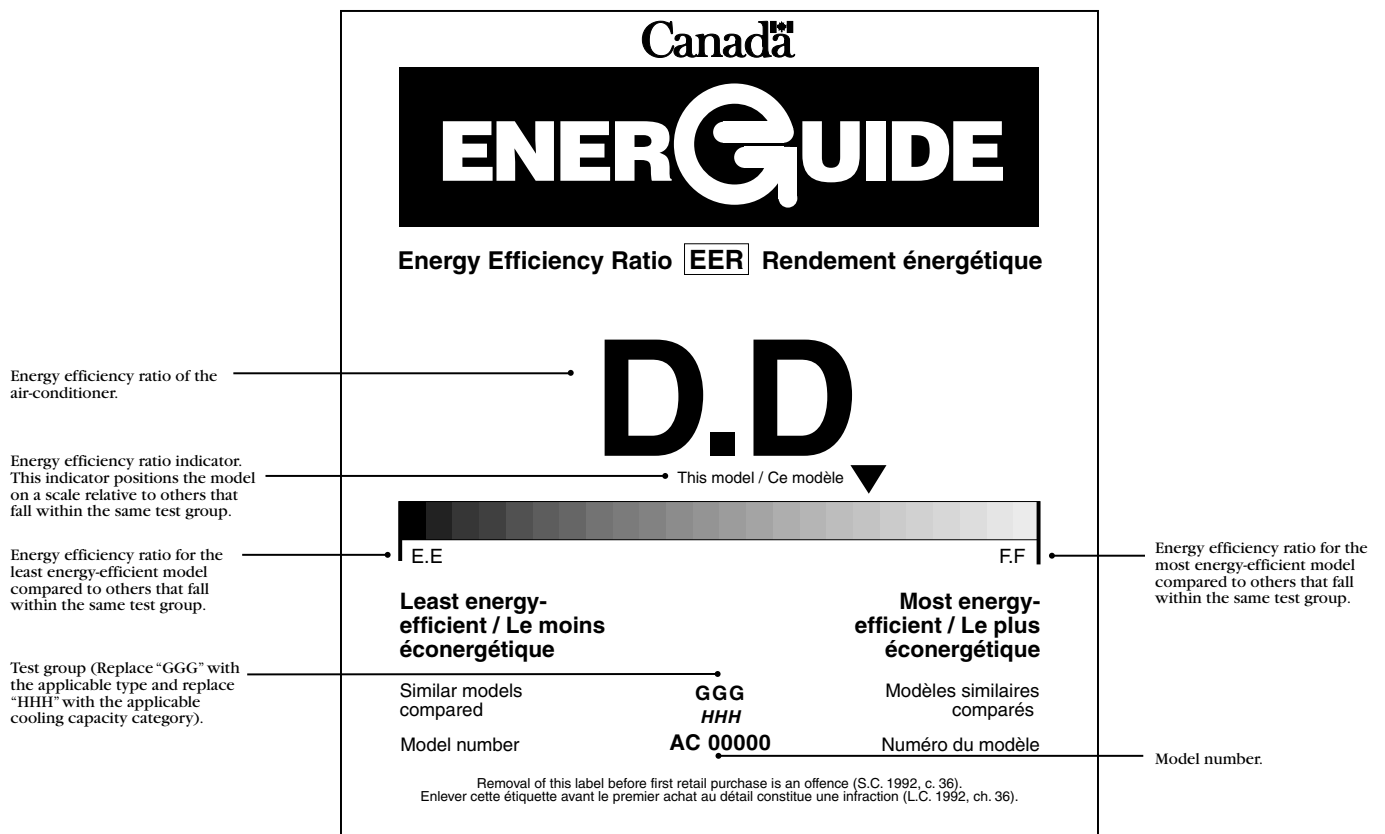 Canada
ENERGUIDE
Energy Efficiency Ratio EER Rendement énergétique
D.D
Energy efficiency ratio of the
air-conditioner.
Energy efficiency ratio indicator.
This indicator positions the model
on a scale relative to others that
fall within the same test group.
This model / Ce modèle
E.E
F.F
Energy efficiency ratio for the
least energy-efficient model
compared to others that fall
within the same test group.
Energy efficiency ratio for the
most energy-efficient model
compared to others that fall
within the same test group.
Least energy-
efficient / Le moins
éconergétique
Most energy-
efficient / Le plus
éconergétique
Test group (Replace “GGG” with
the applicable type and replace
“HHH” with the applicable
cooling capacity category).
Similar models
compared
GGG
HHH
Modèles similaires
comparés
Model number
AC 00000
Numéro du modèle
Model number.
Removal of this label before first retail purchase is an offence (S.C. 1992, c. 36).
Enlever cette étiquette avant le premier achat au détail constitue une infraction (L.C. 1992, ch. 36).